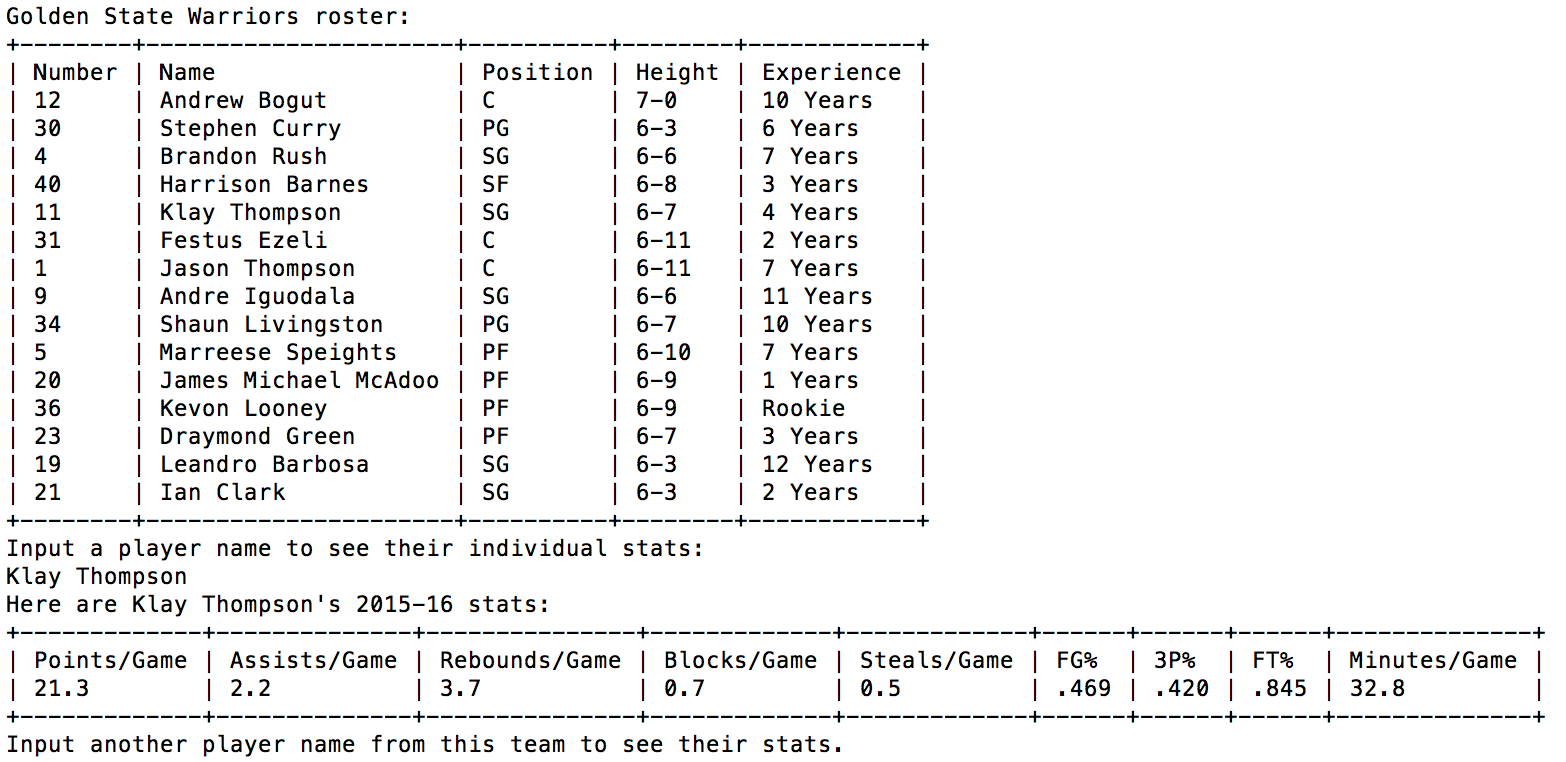 Golden State Warriors roster:
+--------+----------------------+-----------+--------+------------+
| Number | Name                 | Position | Height | Experience |
| 12     | Andrew Bogut         | C        | 7-0    | 10 Years   |
| 30     | Stephen Curry        | PG       | 6-3    | 6 Years    |
| 4      | Brandon Rush         | SG       | 6-6    | 7 Years    |
| 40     | Harrison Barnes      | SF       | 6-8    | 3 Years    |
| 11     | Klay Thompson        | SG       | 6-7    | 4 Years    |
| 31     | Festus Ezeli         | C        | 6-11   | 2 Years    |
| 1      | Jason Thompson       | C        | 6-11   | 7 Years    |
| 9      | Andre Iguodala       | SG       | 6-6    | 11 Years   |
| 34     | Shaun Livingston     | PG       | 6-7    | 10 Years   |
| 5      | Marreese Speights    | PF       | 6-10   | 7 Years    |
| 20     | James Michael McAdoo | PF       | 6-9    | 1 Years    |
| 36     | Kevon Looney         | PF       | 6-9    | Rookie     |
| 23     | Draymond Green       | PF       | 6-7    | 3 Years    |
| 19     | Leandro Barbosa      | SG       | 6-3    | 12 Years   |
| 21     | Ian Clark            | SG       | 6-3    | 2 Years    |
+--------+----------------------+----------+--------+------------+
Input a player name to see their individual stats:
Klay Thompson
Here are Klay Thompson's 2015-16 stats:
+-------------+--------------+---------------+-------------+-------------+------+------+------+--------------+
| Points/Game | Assists/Game | Rebounds/Game | Blocks/Game | Steals/Game | FG%  | 3P%  | FT%  | Minutes/Game |
| 21.3        | 2.2          | 3.7           | 0.7         | 0.5         | .469 | .420 | .845 | 32.8         |
+-------------+--------------+---------------+-------------+-------------+------+------+------+--------------+
Input another player name from this team to see their stats.